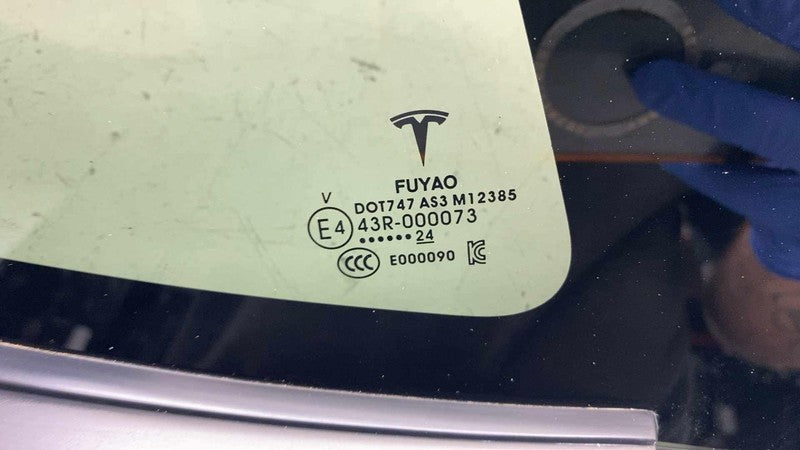 FUYAO
V
DOT747 AS3 M12385
E4 43R-000073
•••••• 24
CCC E000090 KC